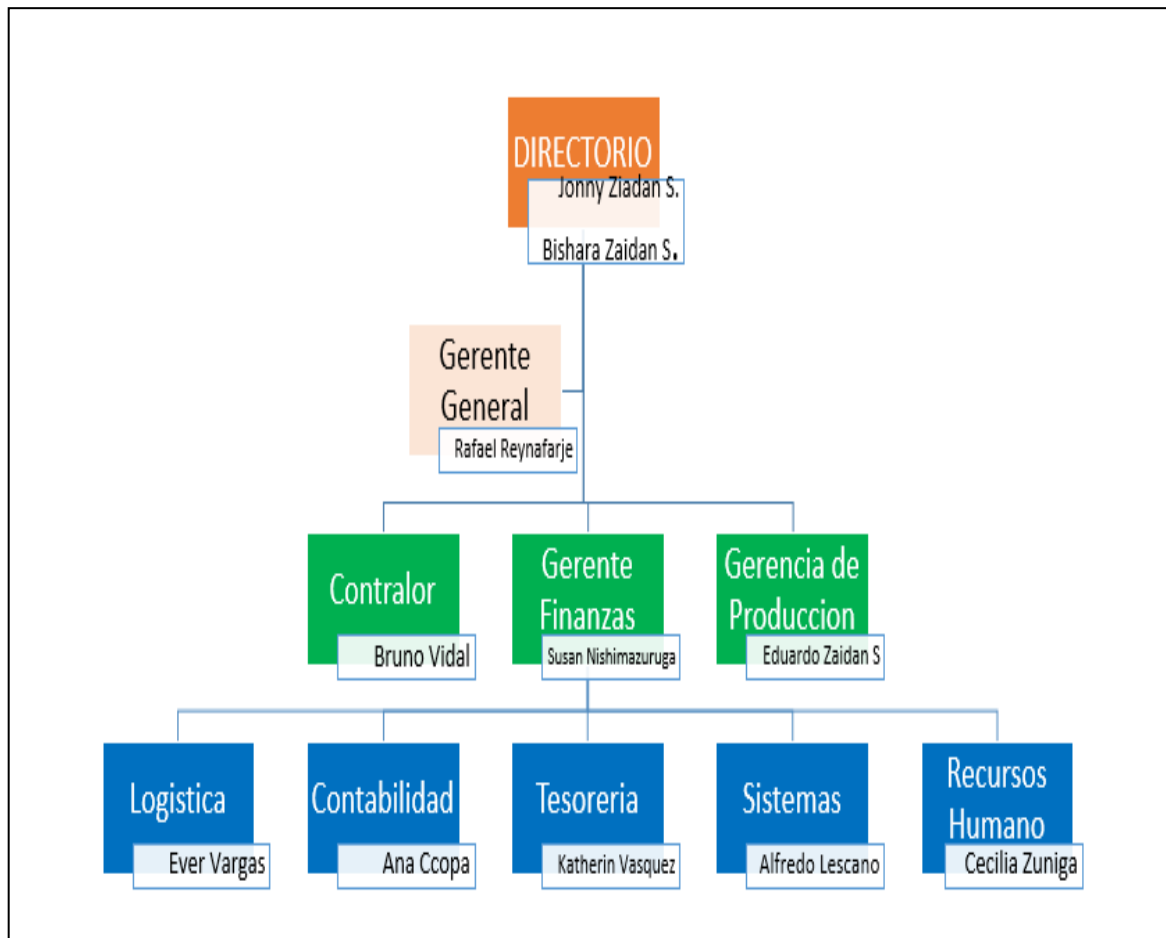 DIRECTORIO
Jonny Ziadan S.
Bishara Zaidan S.
Gerente
General
Rafael Reynafarje
Contralor
Bruno Vidal
Gerente
Finanzas
Susan Nishimazuruga
Gerencia de
Produccion
Eduardo Zaidan S
Logistica
Ever Vargas
Contabilidad
Ana Ccopa
Tesoreria
Katherin Vasquez
Sistemas
Alfredo Lescano
Recursos
Humano
Cecilia Zuniga